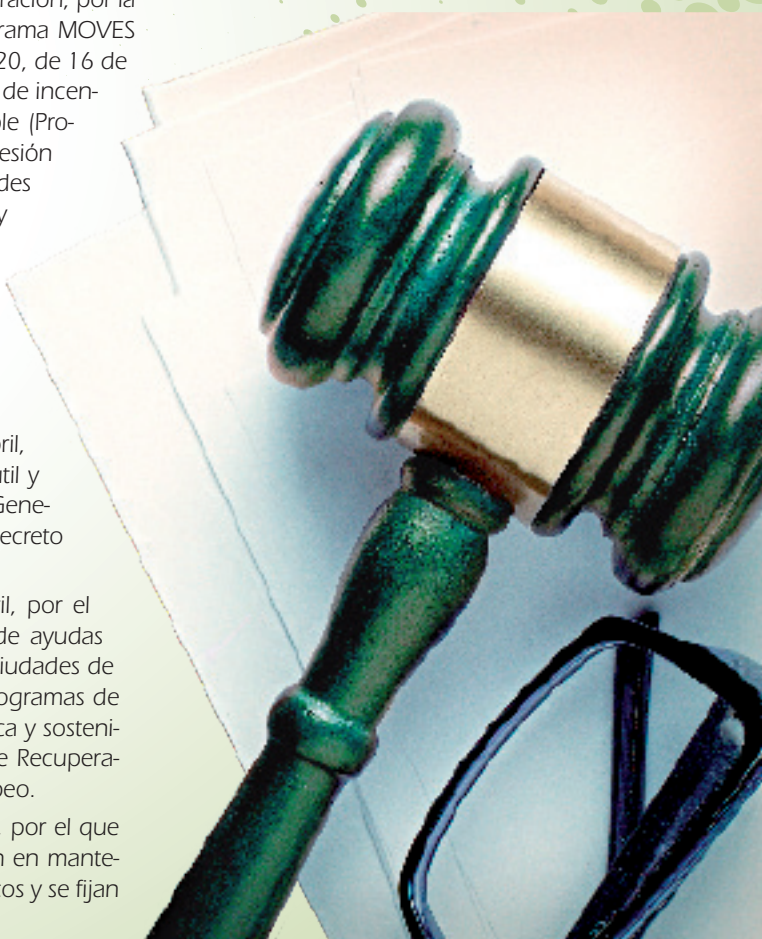 ración, por la
rama MOVES
20, de 16 de
de incen-
le (Pro-
esión
des
y
ril,
til y
Gene-
ecreto
il, por el
de ayudas
iudades de
ogramas de
ca y sosteni-
e Recupera-
peo.
por el que
n en mante-
tos y se fijan